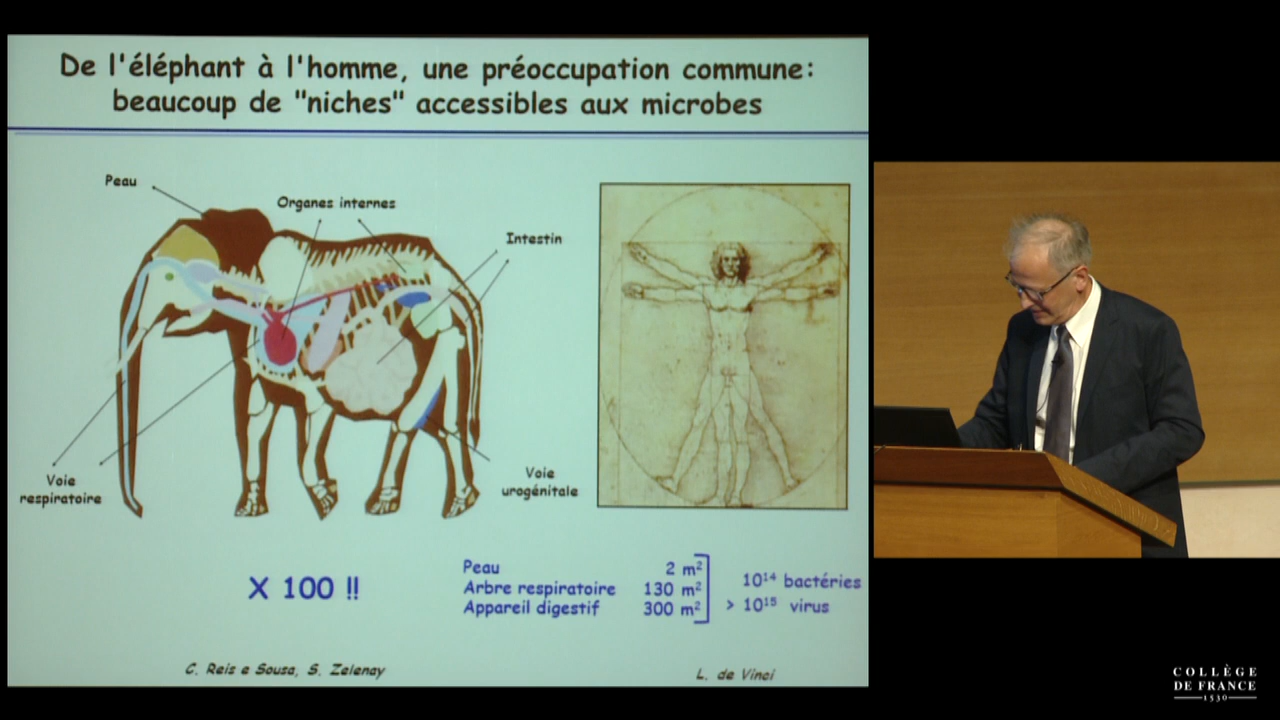 De l'éléphant à l'homme, une préoccupation commune:
beaucoup de "niches" accessibles aux microbes
Peau
Organes internes
Intestin
Voie
respiratoire
Voie
urogénitale
X 100 !!
Peau 2 m²
Arbre respiratoire 130 m²
Appareil digestif 300 m²
10¹⁴ bactéries
> 10¹⁵ virus
C. Reis e Sousa, S. Zelenay
L. de Vinci
COLLÈGE
DE FRANCE
1530